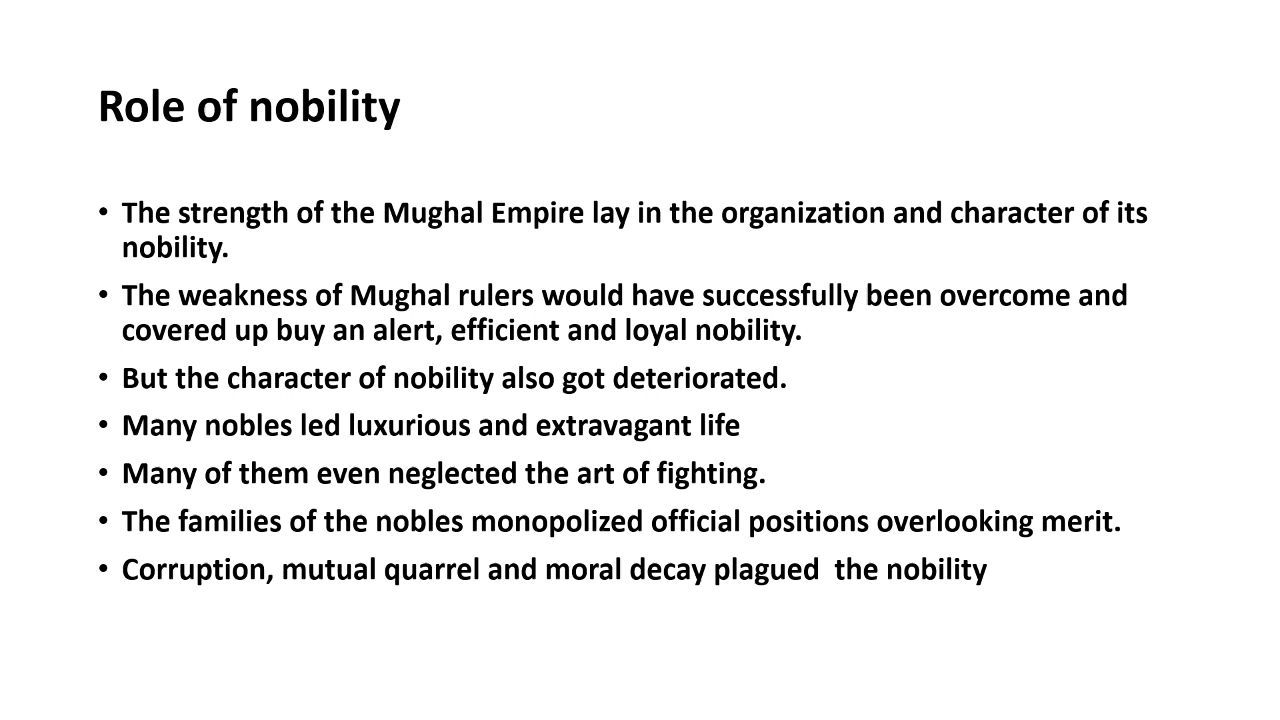 Role of nobility
• The strength of the Mughal Empire lay in the organization and character of its
nobility.
• The weakness of Mughal rulers would have successfully been overcome and
covered up buy an alert, efficient and loyal nobility.
• But the character of nobility also got deteriorated.
• Many nobles led luxurious and extravagant life
• Many of them even neglected the art of fighting.
• The families of the nobles monopolized official positions overlooking merit.
• Corruption, mutual quarrel and moral decay plagued  the nobility